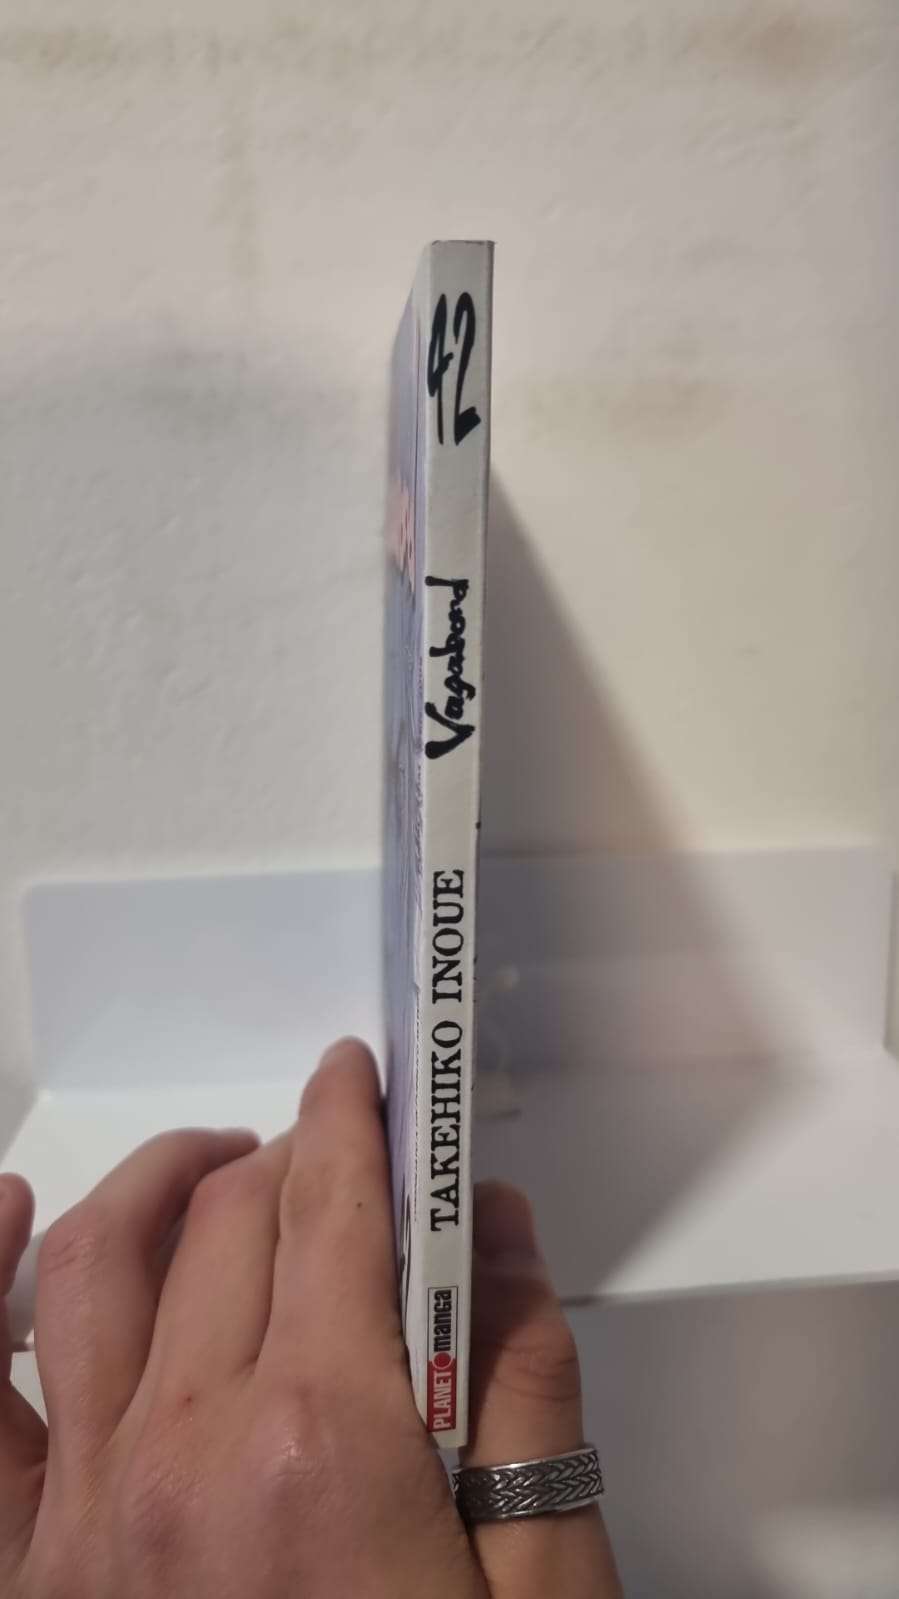 42
Vagabond
TAKEHIKO INOUE
PLANET manga